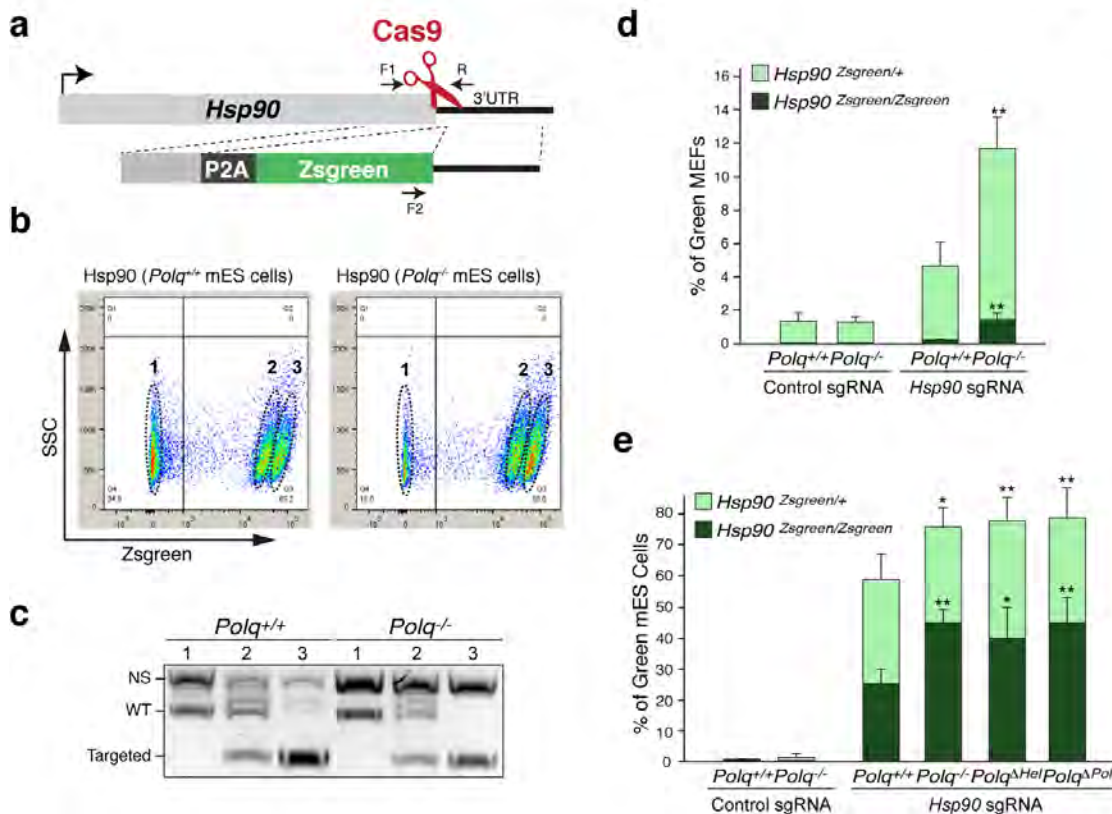 a
Cas9
F1
R
3'UTR
Hsp90
P2A
Zsgreen
F2
b
Hsp90 (Polq+/+ mES cells)
Hsp90 (Polq-/- mES cells)
SSC
1
2
3
1
2
3
Zsgreen
c
Polq+/+
Polq-/-
1 2 3 1 2 3
NS
WT
Targeted
d
Hsp90 Zsgreen/+
Hsp90 Zsgreen/Zsgreen
% of Green MEFs
16
14
12
10
8
6
4
2
0
**
**
Polq+/+ Polq-/- Polq+/+ Polq-/-
Control sgRNA Hsp90 sgRNA
e
Hsp90 Zsgreen/+
Hsp90 Zsgreen/Zsgreen
% of Green mES Cells
80
70
60
50
40
30
20
10
0
* ** **
** * **
Polq+/+ Polq-/- Polq+/+ Polq-/- PolqΔHel PolqΔPol
Control sgRNA Hsp90 sgRNA